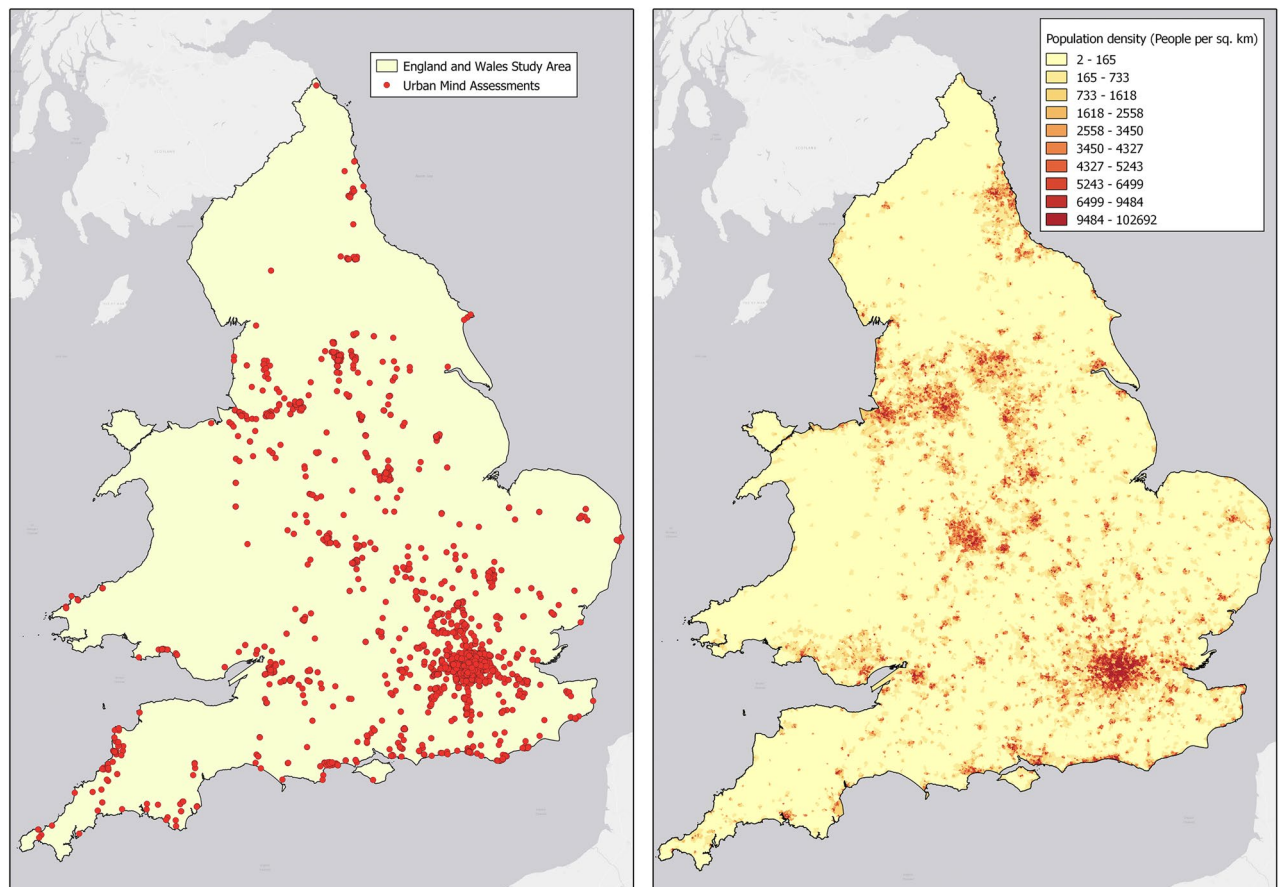 England and Wales Study Area
Urban Mind Assessments
Population density (People per sq. km)
2 - 165
165 - 733
733 - 1618
1618 - 2558
2558 - 3450
3450 - 4327
4327 - 5243
5243 - 6499
6499 - 9484
9484 - 102692